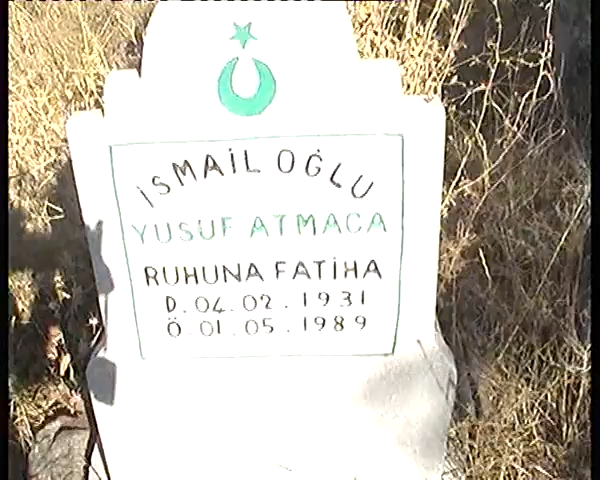 İSMAİL OĞLU
YUSUF ATMACA
RUHUNA FATİHA
D. 04. 02. 1931
Ö. 01. 05. 1989